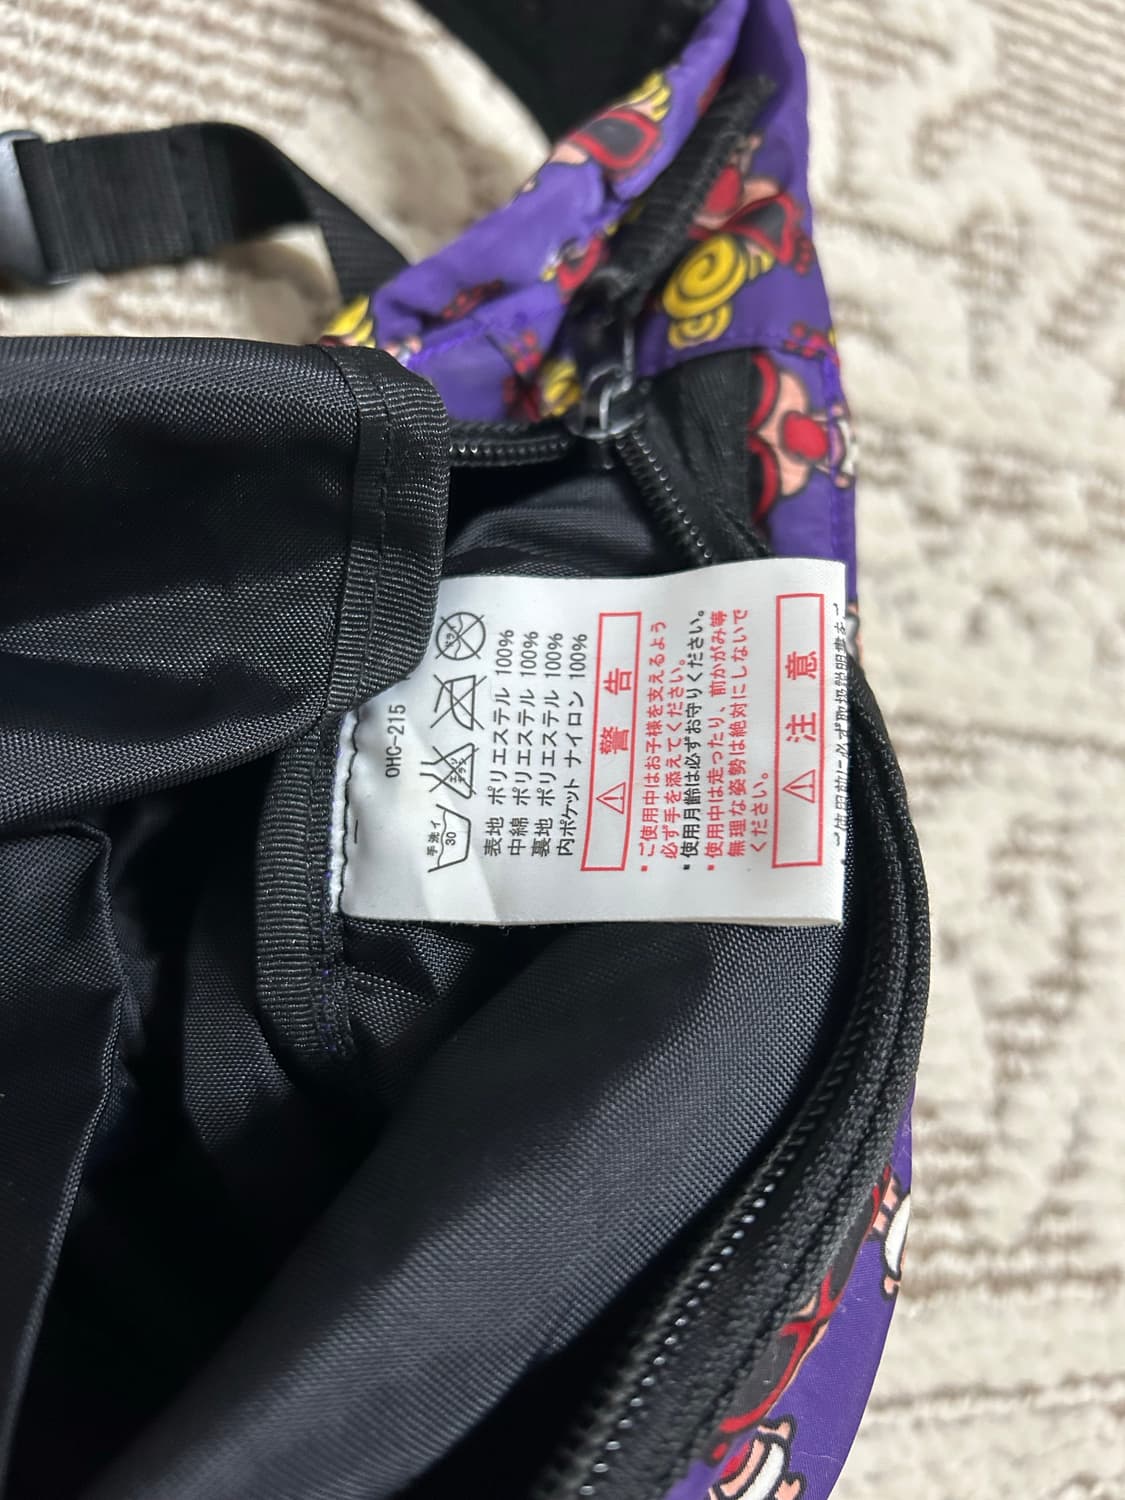 OHC-215
手洗イ
30
表地 ポリエステル 100%
中綿 ポリエステル 100%
裏地 ポリエステル 100%
内ポケット ナイロン 100%
⚠ 警 告
・ご使用中はお子様を支えるよう
必ず手を添えてください。
・使用月齢は必ずお守りください。
・使用中は走ったり、前かがみ等
無理な姿勢は絶対にしないで
ください。
⚠ 注 意